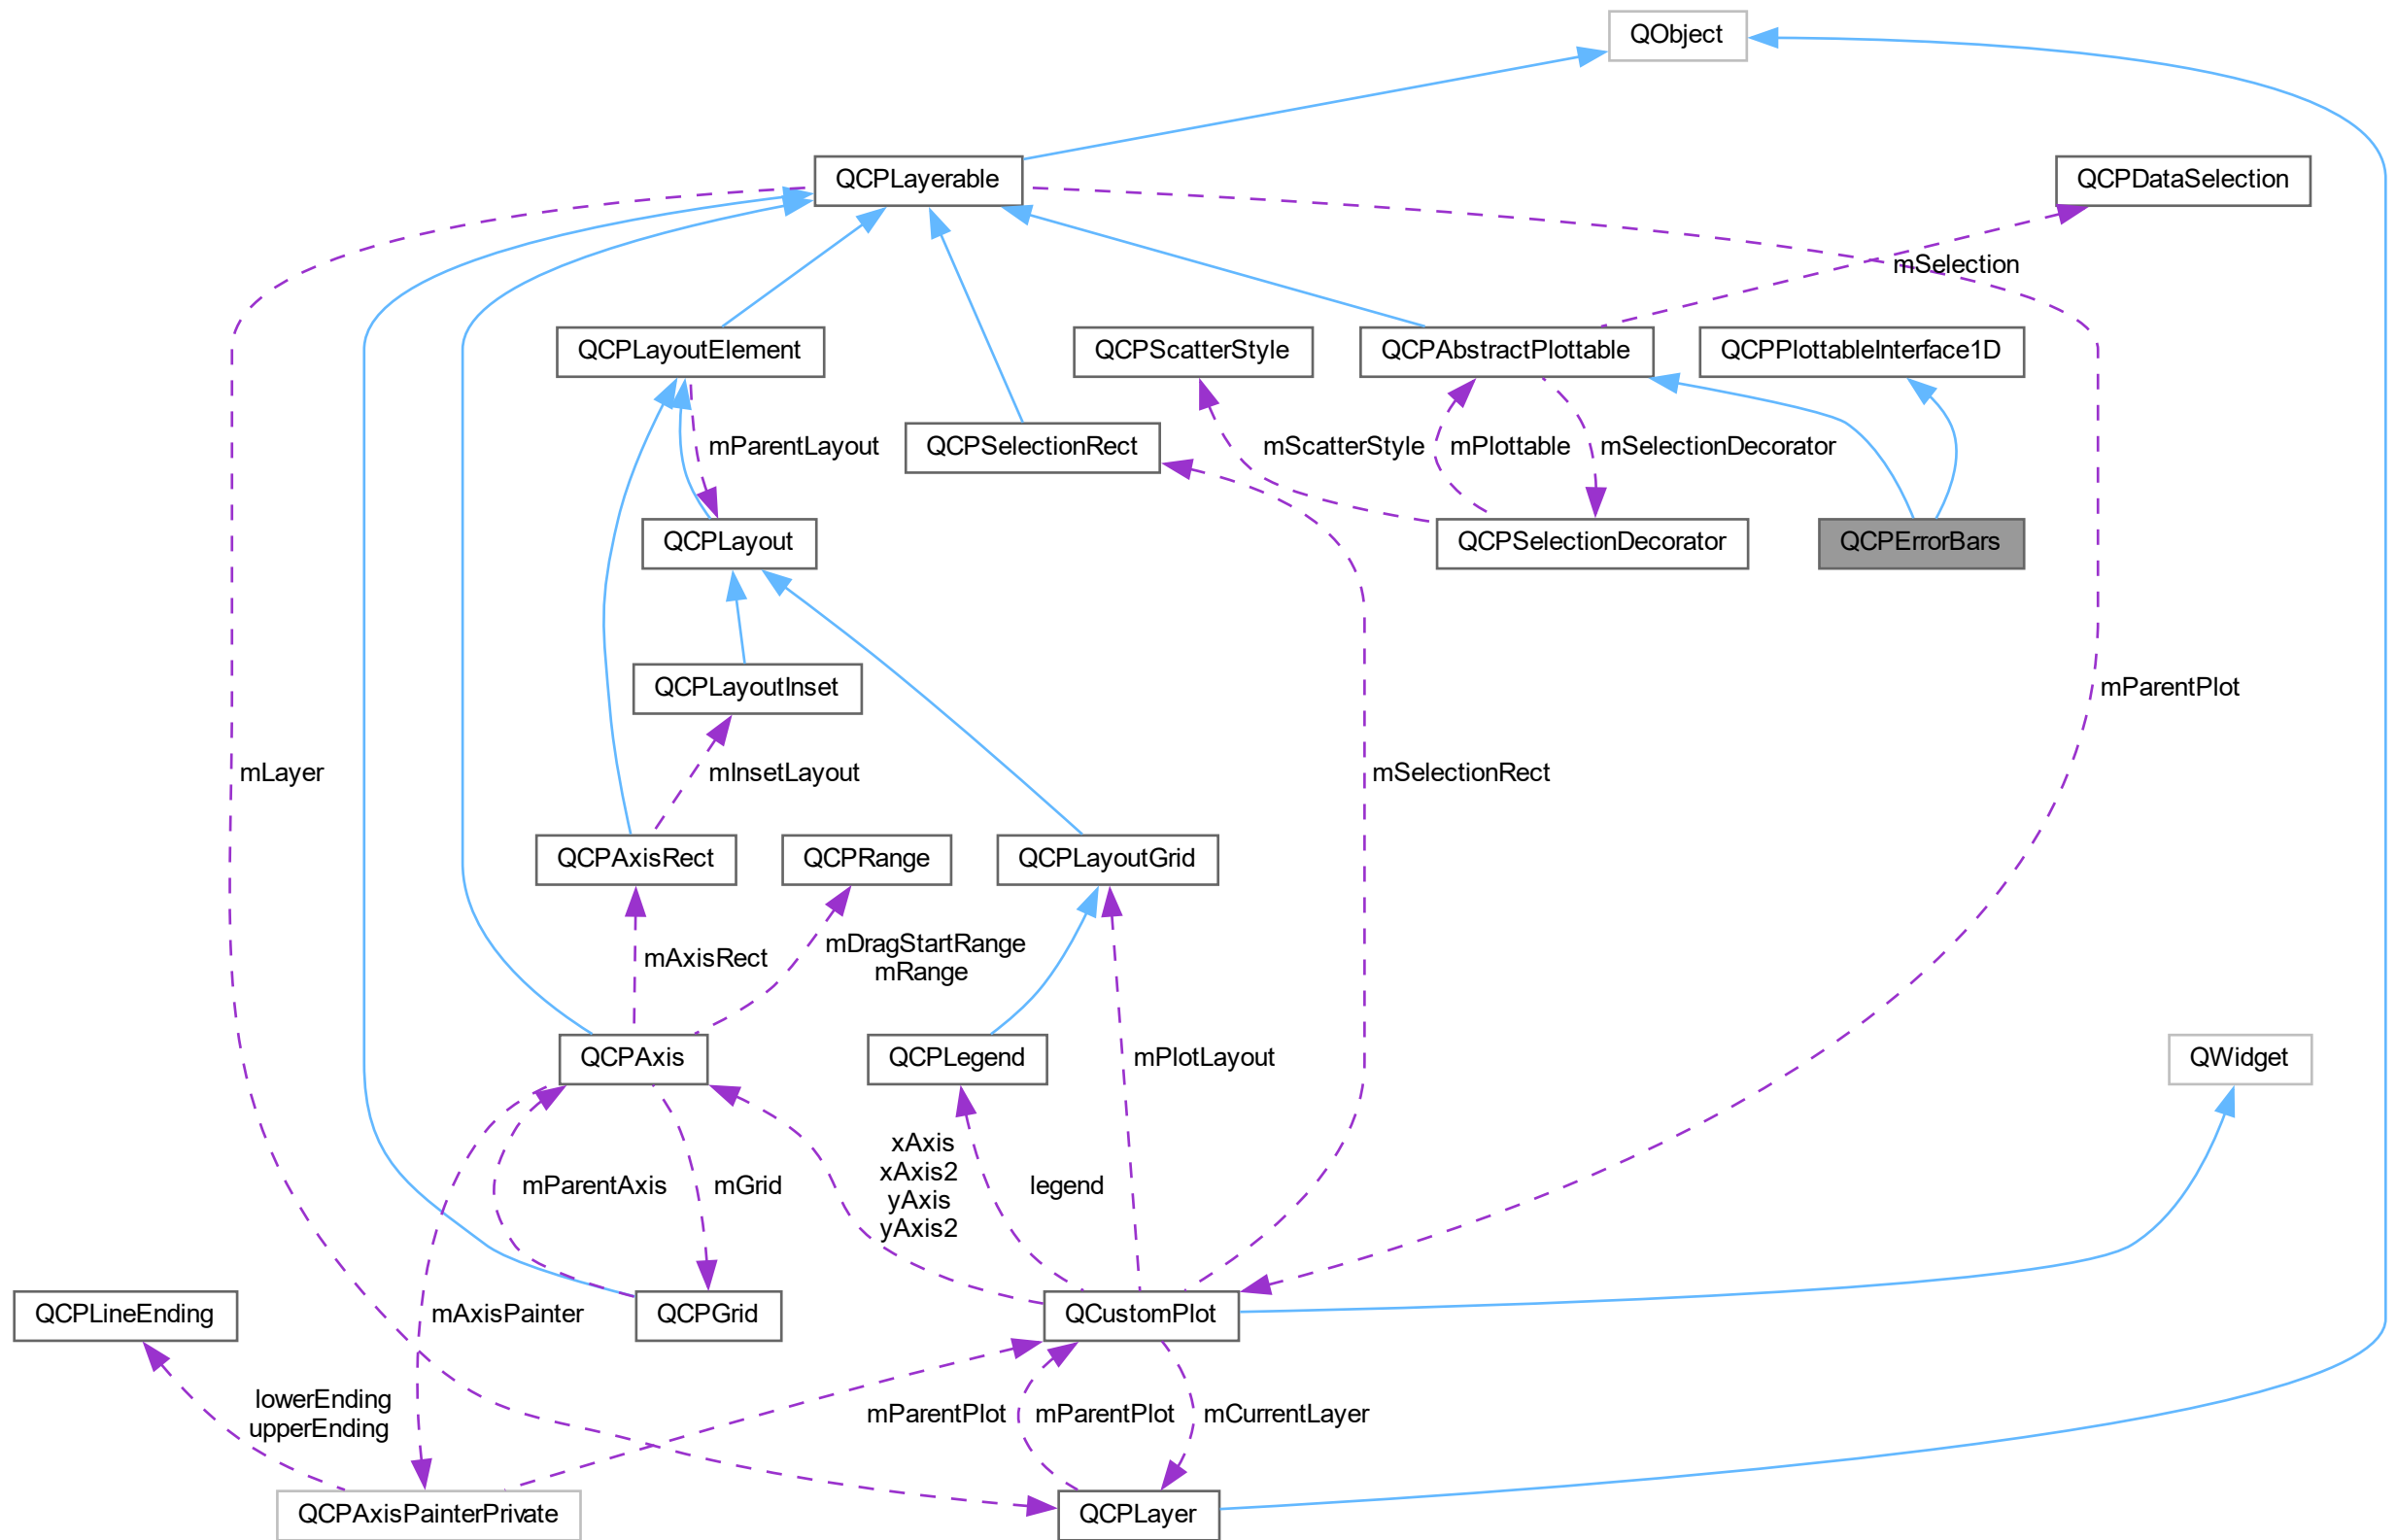 QObject
QCPLayerable
QCPDataSelection
mSelection
QCPLayoutElement
QCPScatterStyle
QCPAbstractPlottable
QCPPlottableInterface1D
mParentLayout
QCPSelectionRect
mScatterStyle
mPlottable
mSelectionDecorator
QCPLayout
QCPSelectionDecorator
QCPErrorBars
QCPLayoutInset
mParentPlot
mLayer
mInsetLayout
mSelectionRect
QCPAxisRect
QCPRange
QCPLayoutGrid
mAxisRect
mDragStartRange
mRange
QCPAxis
QCPLegend
mPlotLayout
QWidget
mParentAxis
mGrid
xAxis
xAxis2
yAxis
yAxis2
legend
QCPLineEnding
mAxisPainter
QCPGrid
QCustomPlot
lowerEnding
upperEnding
mParentPlot
mParentPlot
mCurrentLayer
QCPAxisPainterPrivate
QCPLayer